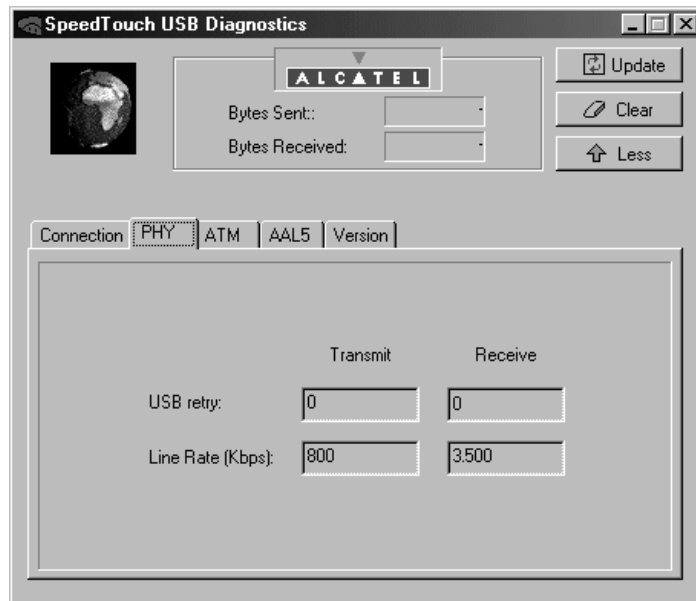 SpeedTouch USB Diagnostics
ALCATEL
Update
Bytes Sent:: -
Clear
Bytes Received: -
Less
Connection PHY ATM AAL5 Version
Transmit Receive
USB retry: 0 0
Line Rate (Kbps): 800 3.500